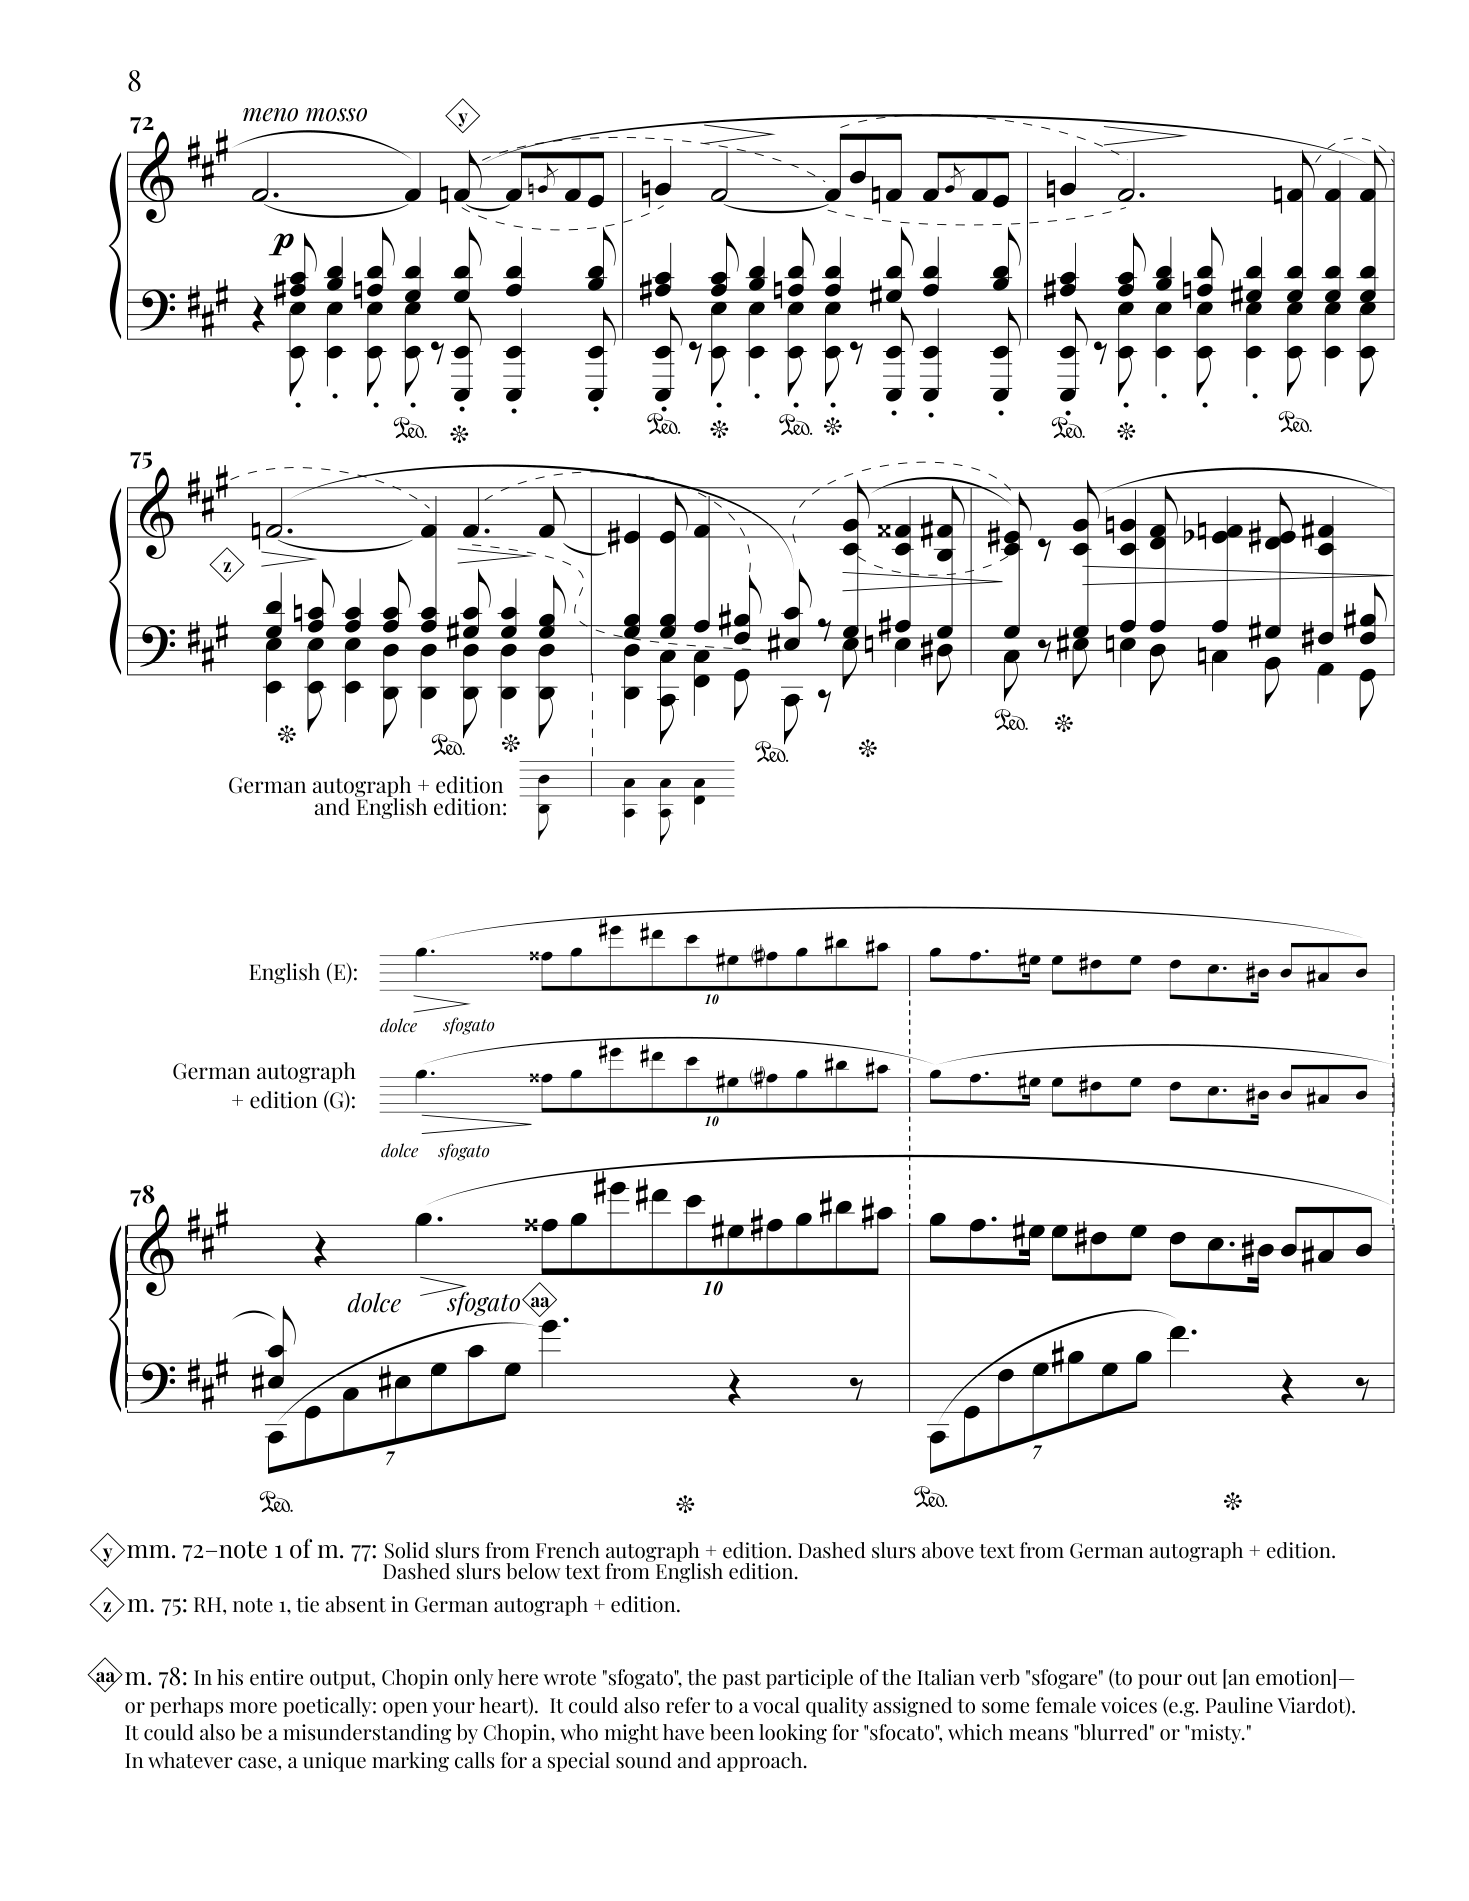 8
meno mosso
72
y
p
Ped.
Ped.
Ped.
Ped.
Ped.
75
z
Ped.
Ped.
Ped.
German autograph + edition
and English edition:
English (E):
10
dolce sfogato
German autograph
+ edition (G):
10
dolce sfogato
78
10
dolce sfogato aa
7
7
Ped.
Ped.
y mm. 72–note 1 of m. 77: Solid slurs from French autograph + edition. Dashed slurs above text from German autograph + edition.
Dashed slurs below text from English edition.
z m. 75: RH, note 1, tie absent in German autograph + edition.
aa m. 78: In his entire output, Chopin only here wrote "sfogato", the past participle of the Italian verb "sfogare" (to pour out [an emotion]—
or perhaps more poetically: open your heart). It could also refer to a vocal quality assigned to some female voices (e.g. Pauline Viardot).
It could also be a misunderstanding by Chopin, who might have been looking for "sfocato", which means "blurred" or "misty."
In whatever case, a unique marking calls for a special sound and approach.